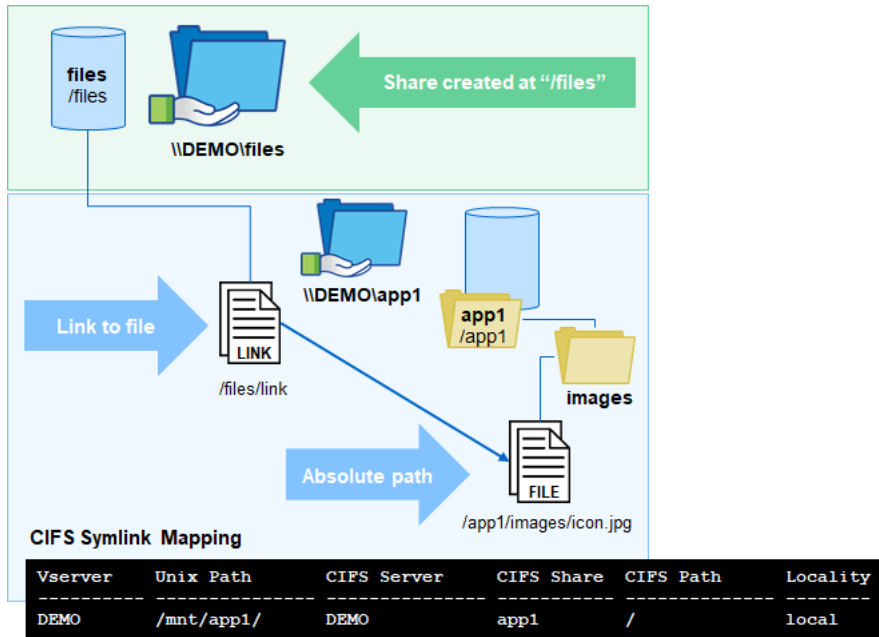 files
/files
Share created at “/files”
\\DEMO\files
\\DEMO\app1
app1
/app1
Link to file
LINK
/files/link
images
Absolute path
FILE
/app1/images/icon.jpg
CIFS Symlink Mapping
Vserver Unix Path CIFS Server CIFS Share CIFS Path Locality
---------- --------------- --------------- ----------- -------------- --------
DEMO /mnt/app1/ DEMO app1 / local